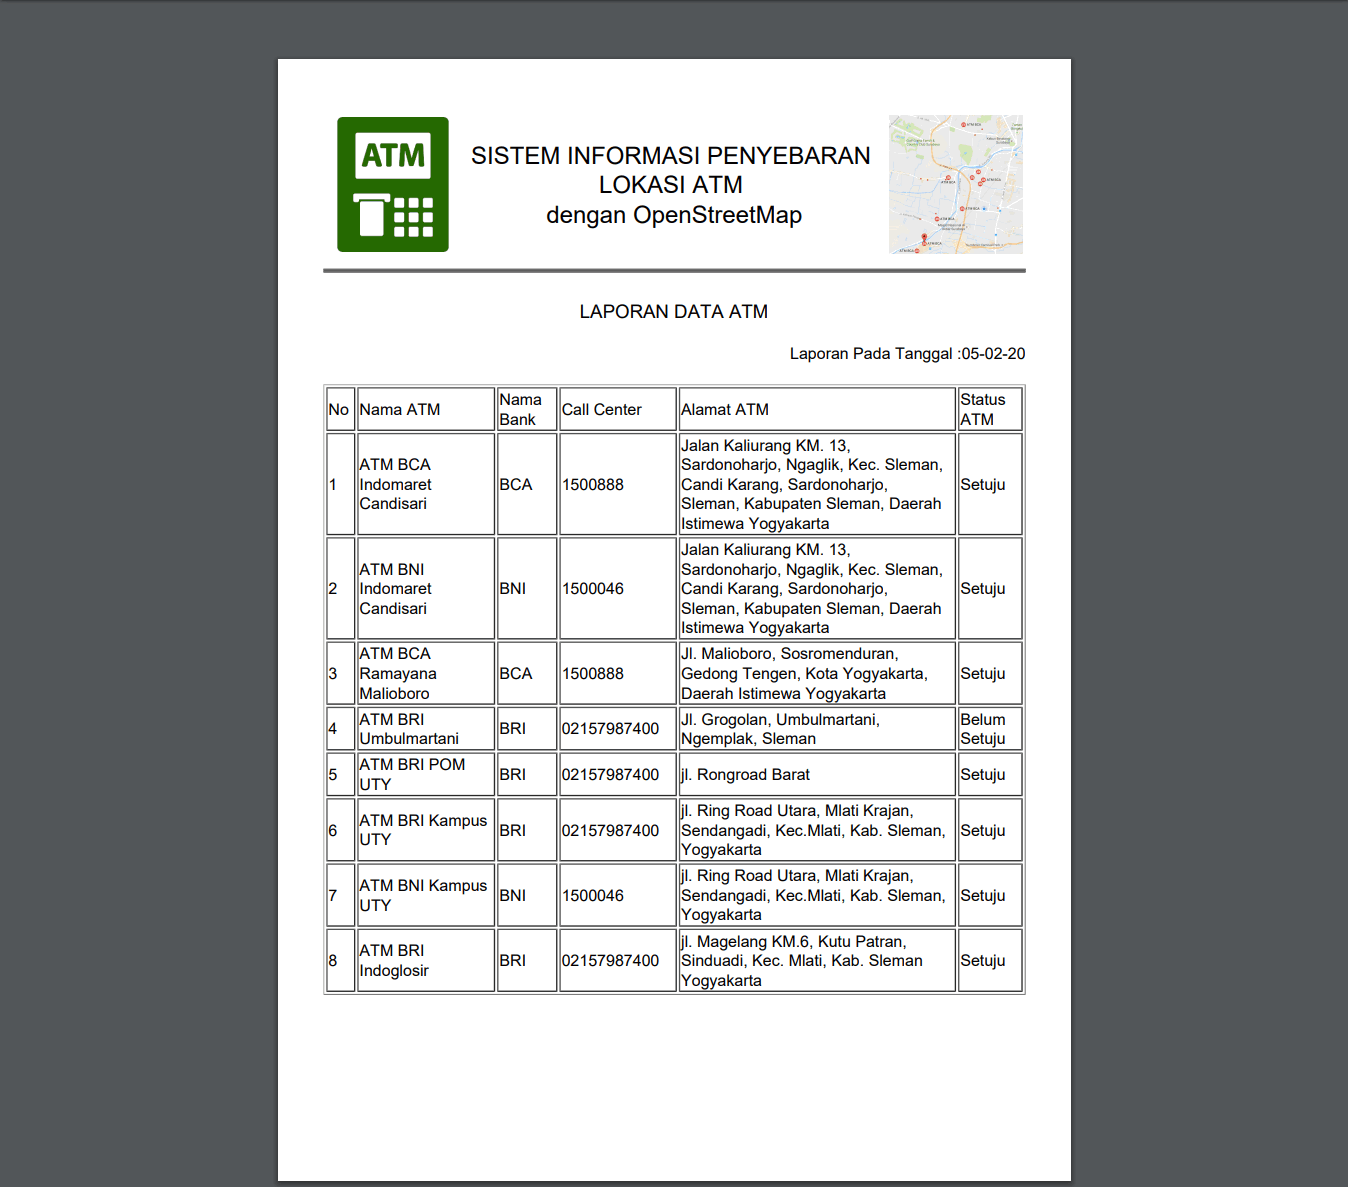 ATM
SISTEM INFORMASI PENYEBARAN
LOKASI ATM
dengan OpenStreetMap
LAPORAN DATA ATM
Laporan Pada Tanggal :05-02-20
No Nama ATM Nama Bank Call Center Alamat ATM Status ATM
1 ATM BCA Indomaret Candisari BCA 1500888 Jalan Kaliurang KM. 13, Sardonoharjo, Ngaglik, Kec. Sleman, Candi Karang, Sardonoharjo, Sleman, Kabupaten Sleman, Daerah Istimewa Yogyakarta Setuju
2 ATM BNI Indomaret Candisari BNI 1500046 Jalan Kaliurang KM. 13, Sardonoharjo, Ngaglik, Kec. Sleman, Candi Karang, Sardonoharjo, Sleman, Kabupaten Sleman, Daerah Istimewa Yogyakarta Setuju
3 ATM BCA Ramayana Malioboro BCA 1500888 Jl. Malioboro, Sosromenduran, Gedong Tengen, Kota Yogyakarta, Daerah Istimewa Yogyakarta Setuju
4 ATM BRI Umbulmartani BRI 02157987400 Jl. Grogolan, Umbulmartani, Ngemplak, Sleman Belum Setuju
5 ATM BRI POM UTY BRI 02157987400 jl. Rongroad Barat Setuju
6 ATM BRI Kampus UTY BRI 02157987400 jl. Ring Road Utara, Mlati Krajan, Sendangadi, Kec.Mlati, Kab. Sleman, Yogyakarta Setuju
7 ATM BNI Kampus UTY BNI 1500046 jl. Ring Road Utara, Mlati Krajan, Sendangadi, Kec.Mlati, Kab. Sleman, Yogyakarta Setuju
8 ATM BRI Indoglosir BRI 02157987400 jl. Magelang KM.6, Kutu Patran, Sinduadi, Kec. Mlati, Kab. Sleman Yogyakarta Setuju